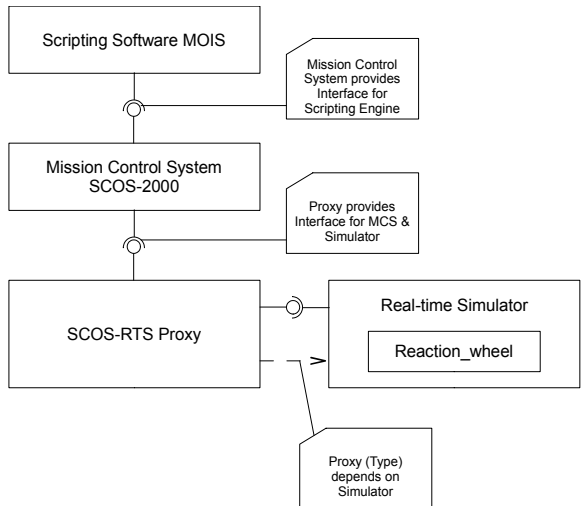 Scripting Software MOIS
Mission Control
System provides
Interface for
Scripting Engine
Mission Control System
SCOS-2000
Proxy provides
Interface for MCS &
Simulator
SCOS-RTS Proxy
Real-time Simulator
Reaction_wheel
Proxy (Type)
depends on
Simulator